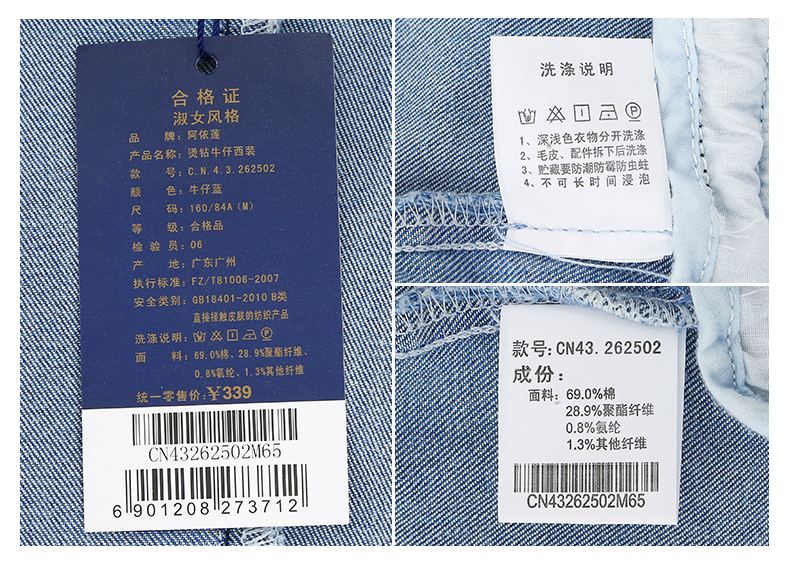 合格证
淑女风格
品 牌：阿依莲
产品名称：烫钻牛仔西装
款 号：C.N.4.3.262502
颜 色：牛仔蓝
尺 码：160/84A（M）
等 级：合格品
检 验 员：06
产 地：广东广州
执行标准：FZ/T81006-2007
安全类别：GB18401-2010 B类
直接接触皮肤的纺织产品
洗涤说明：
面 料：69.0%棉、28.9%聚酯纤维、
0.8%氨纶、1.3%其他纤维
统一零售价：￥339
CN43262502M65
6 901208 273712
洗涤说明
P
1、深浅色衣物分开洗涤
2、毛皮、配件拆下后洗涤
3、贮藏要防潮防霉防虫蛀
4、不可长时间浸泡
款号：CN43.262502
成份：
面料：69.0%棉
28.9%聚酯纤维
0.8%氨纶
1.3%其他纤维
CN43262502M65